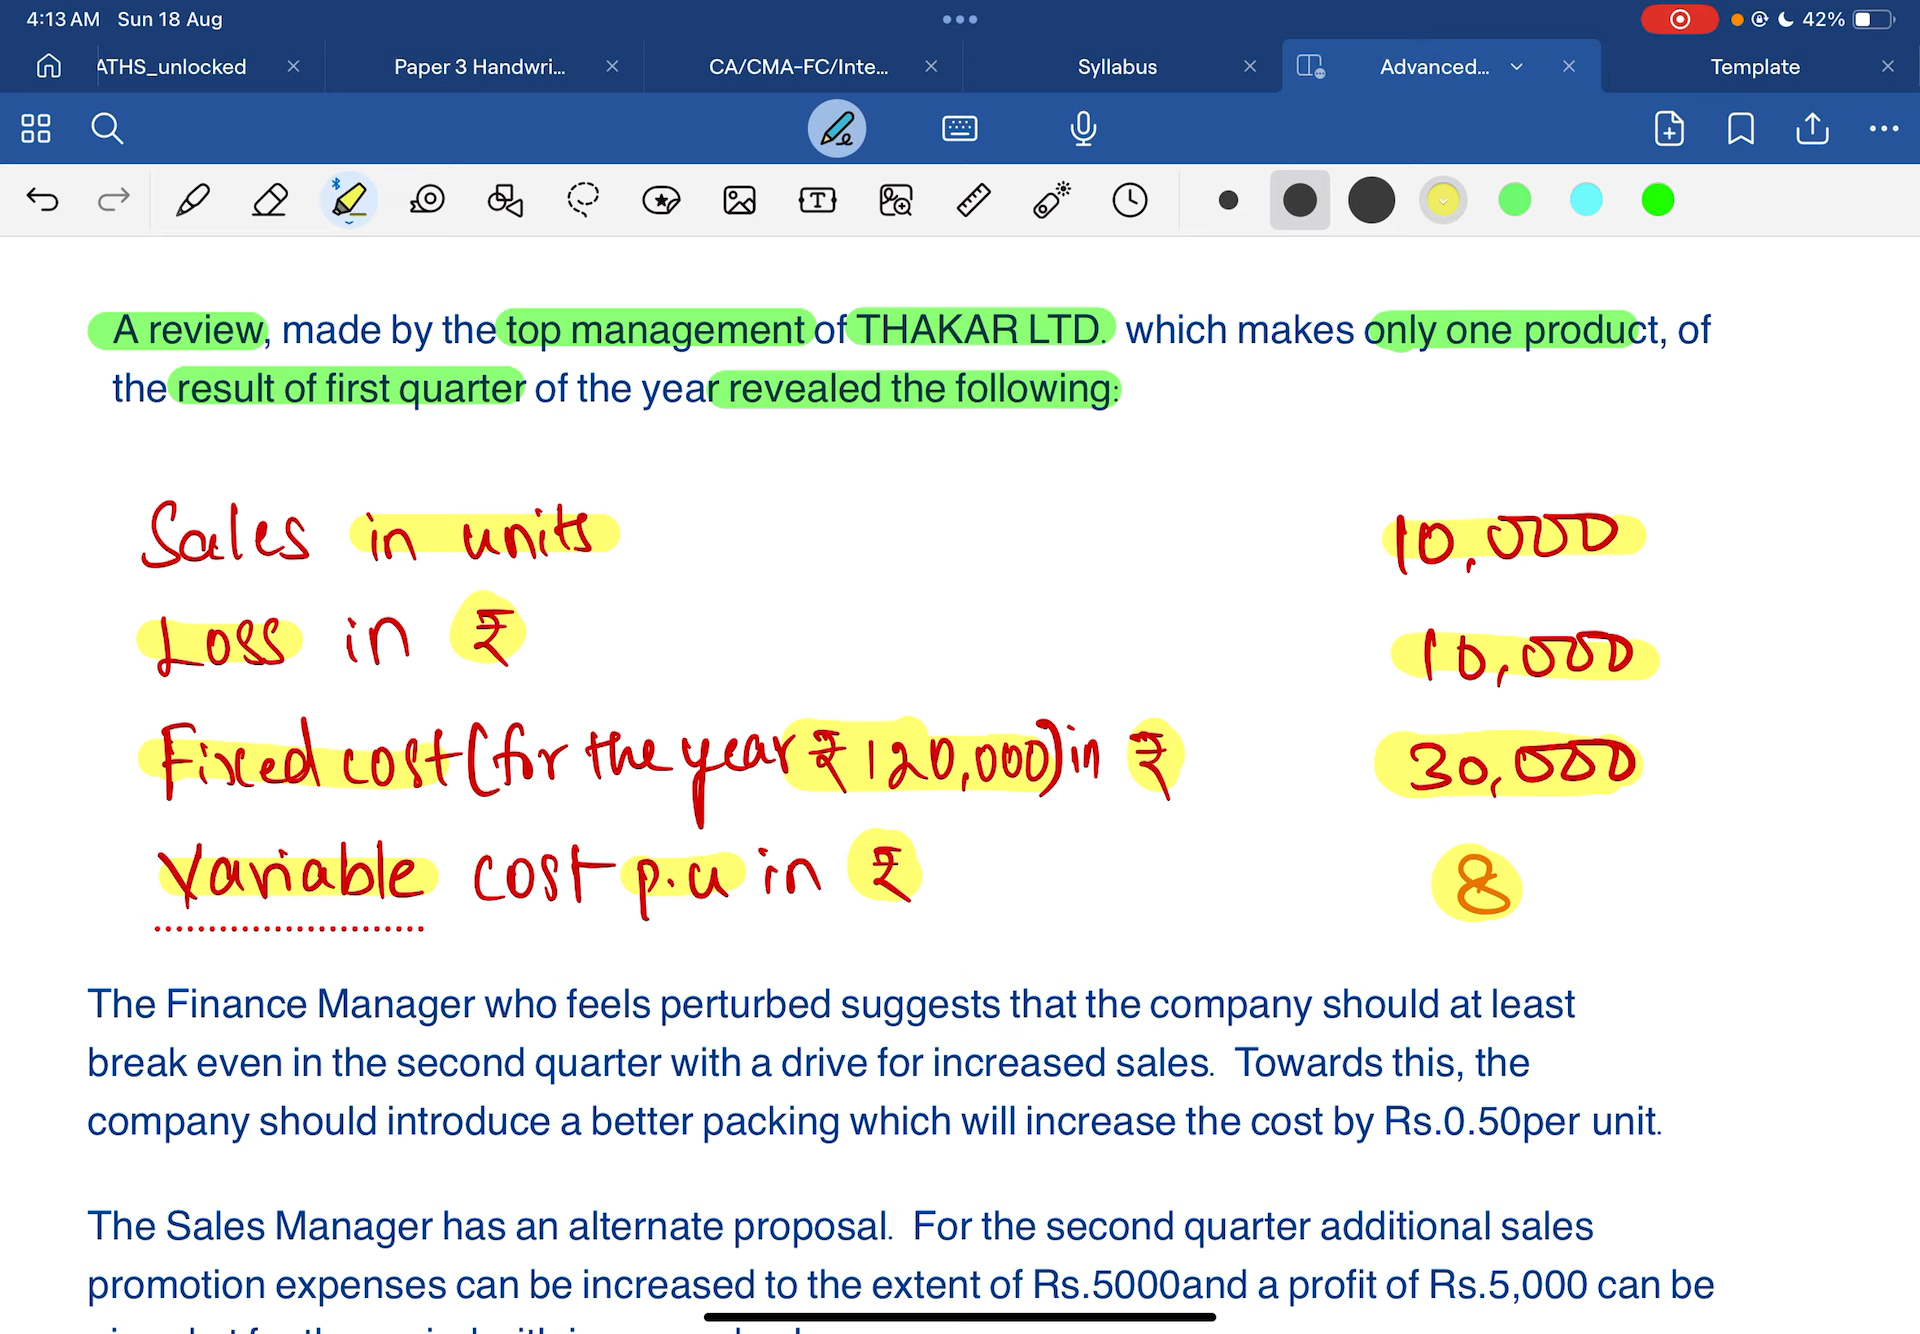 4:13 AM Sun 18 Aug
42%
ATHS_unlocked
Paper 3 Handwri...
CA/CMA-FC/Inte...
Syllabus
Advanced...
Template
A review, made by the top management of THAKAR LTD. which makes only one product, of
the result of first quarter of the year revealed the following:
Sales in units 10,000
Loss in ₹ 10,000
Fixed cost (for the year ₹ 120,000) in ₹ 30,000
Variable cost p.u in ₹ 8
The Finance Manager who feels perturbed suggests that the company should at least
break even in the second quarter with a drive for increased sales. Towards this, the
company should introduce a better packing which will increase the cost by Rs.0.50per unit.
The Sales Manager has an alternate proposal. For the second quarter additional sales
promotion expenses can be increased to the extent of Rs.5000and a profit of Rs.5,000 can be